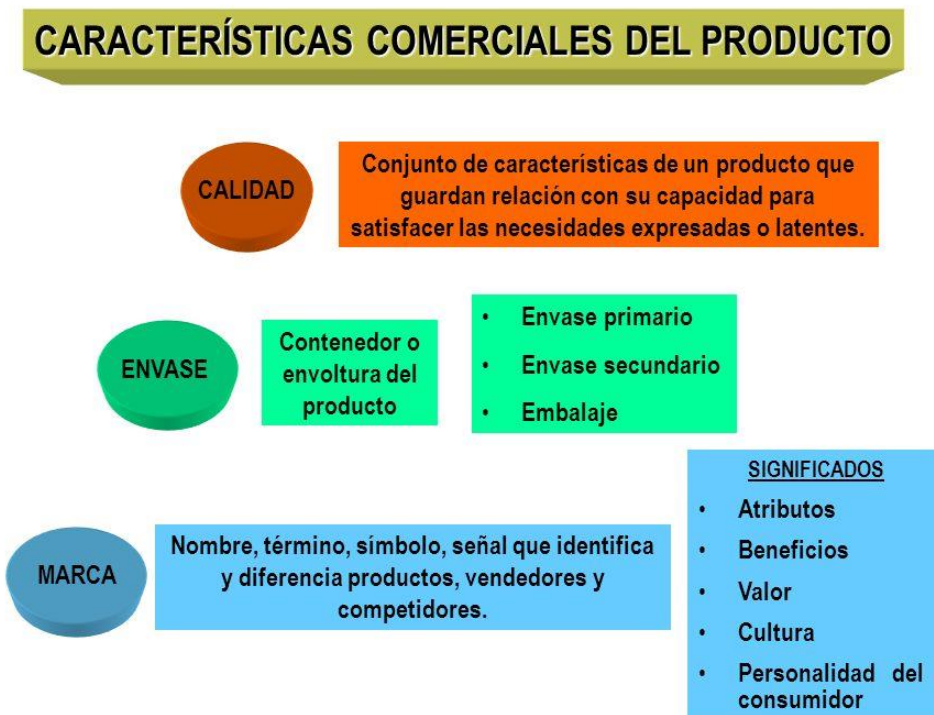 CARACTERÍSTICAS COMERCIALES DEL PRODUCTO
CALIDAD
Conjunto de características de un producto que
guardan relación con su capacidad para
satisfacer las necesidades expresadas o latentes.
ENVASE
Contenedor o
envoltura del
producto
• Envase primario
• Envase secundario
• Embalaje
MARCA
Nombre, término, símbolo, señal que identifica
y diferencia productos, vendedores y
competidores.
SIGNIFICADOS
• Atributos
• Beneficios
• Valor
• Cultura
• Personalidad del
consumidor